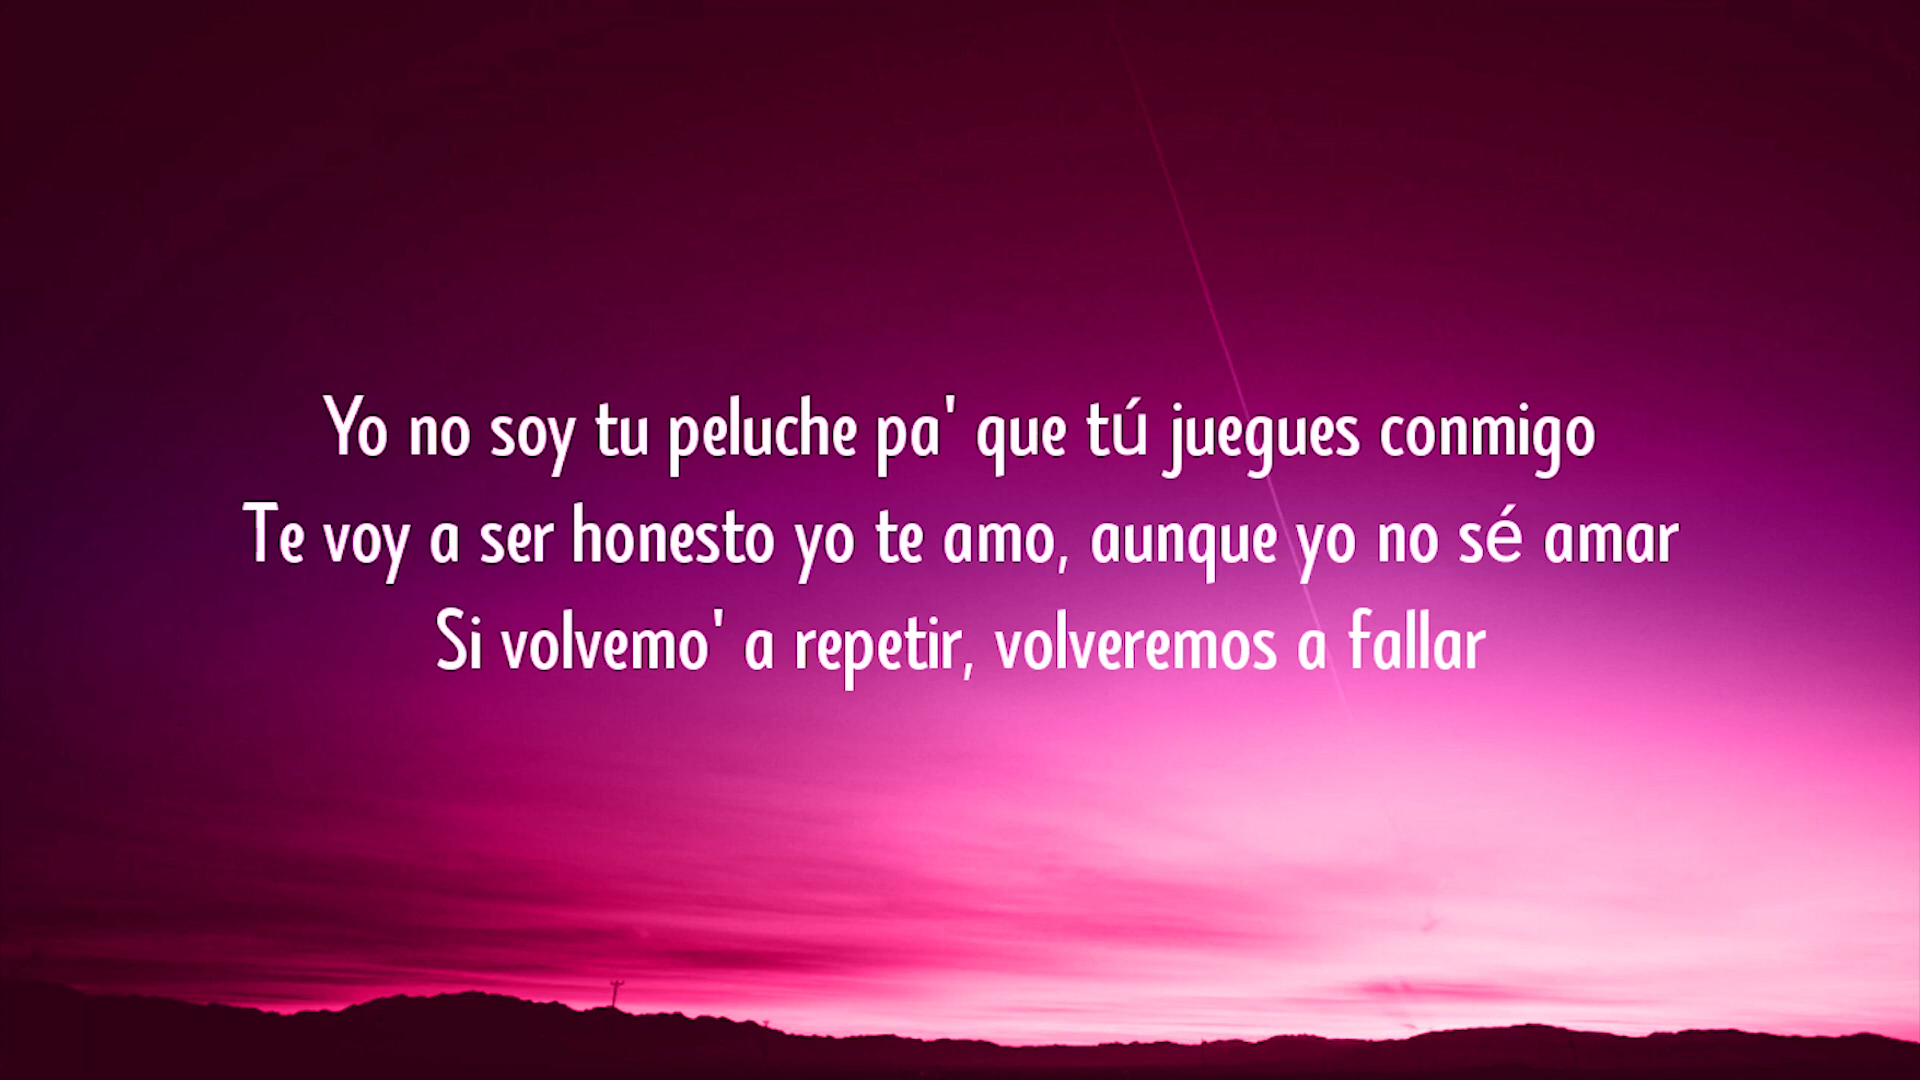 Yo no soy tu peluche pa' que tú juegues conmigo
Te voy a ser honesto yo te amo, aunque yo no sé amar
Si volvemo' a repetir, volveremos a fallar